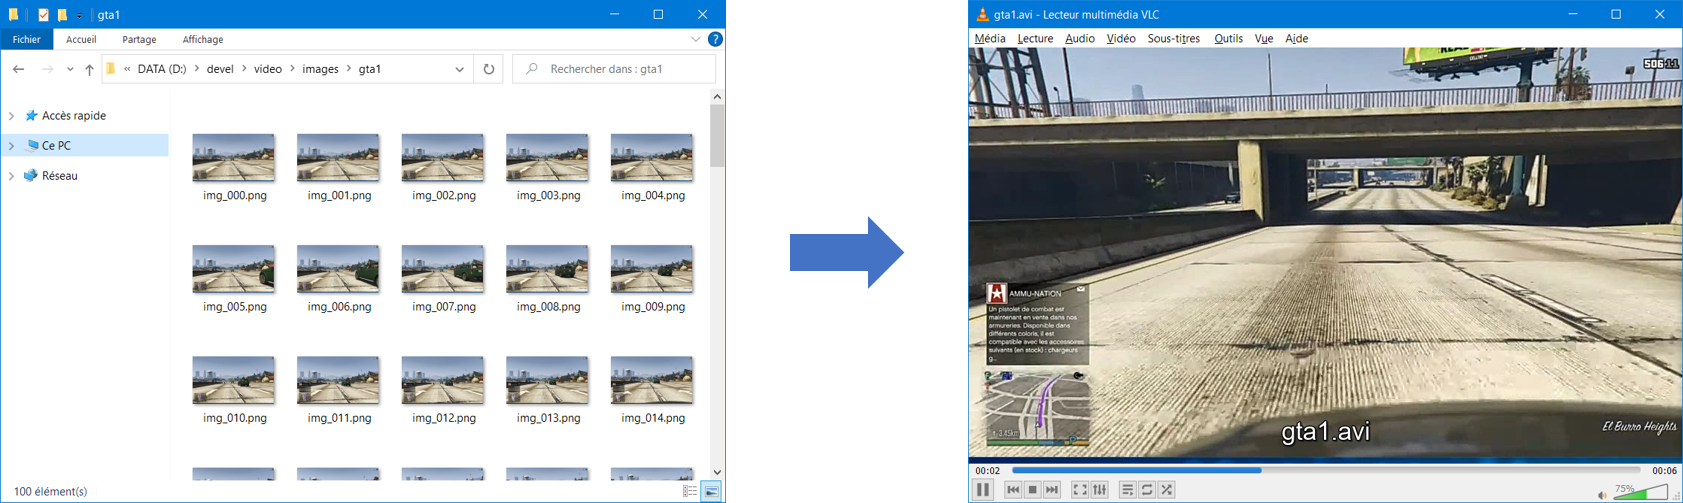 gta1
Fichier Accueil Partage Affichage
« DATA (D:) > devel > video > images > gta1
Rechercher dans : gta1
Accès rapide
Ce PC
Réseau
img_000.png img_001.png img_002.png img_003.png img_004.png
img_005.png img_006.png img_007.png img_008.png img_009.png
img_010.png img_011.png img_012.png img_013.png img_014.png
100 élément(s)
gta1.avi - Lecteur multimédia VLC
Média Lecture Audio Vidéo Sous-titres Outils Vue Aide
506:11
AMMU-NATION
Un pistolet de combat est
maintenant en vente dans nos
armureries. Disponible dans
différents coloris, il est
compatible avec les accessoires
suivants (en stock) : chargeurs
g...
3.45km
gta1.avi
El Burro Heights
00:02
00:06
75%